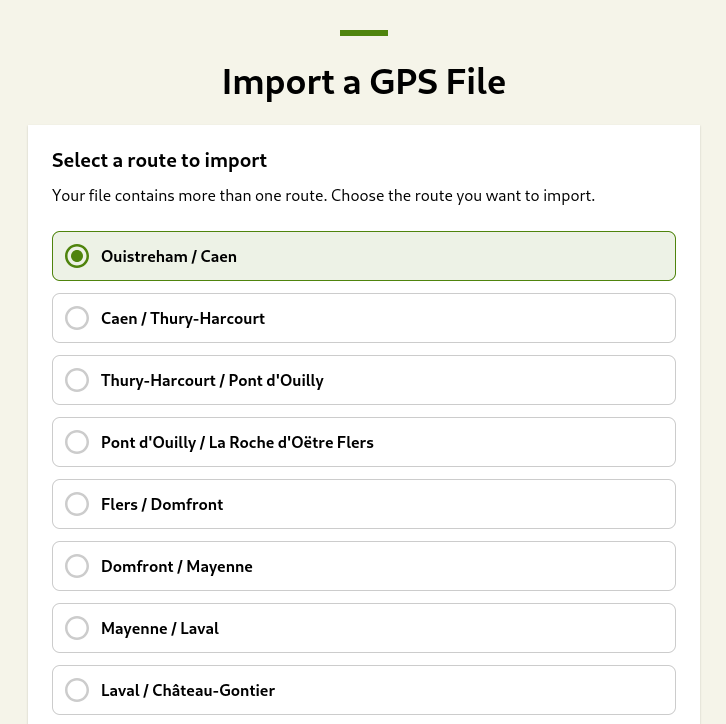 Import a GPS File
Select a route to import
Your file contains more than one route. Choose the route you want to import.
Ouistreham / Caen
Caen / Thury-Harcourt
Thury-Harcourt / Pont d'Ouilly
Pont d'Ouilly / La Roche d'Oëtre Flers
Flers / Domfront
Domfront / Mayenne
Mayenne / Laval
Laval / Château-Gontier